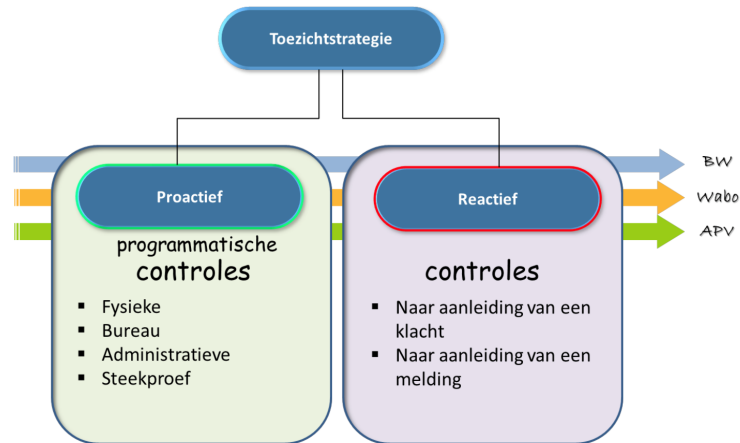 Toezichtstrategie
BW
Proactief
Reactief
Wabo
APV
programmatische
controles
▪ Fysieke
▪ Bureau
▪ Administratieve
▪ Steekproef
controles
▪ Naar aanleiding van een
klacht
▪ Naar aanleiding van een
melding